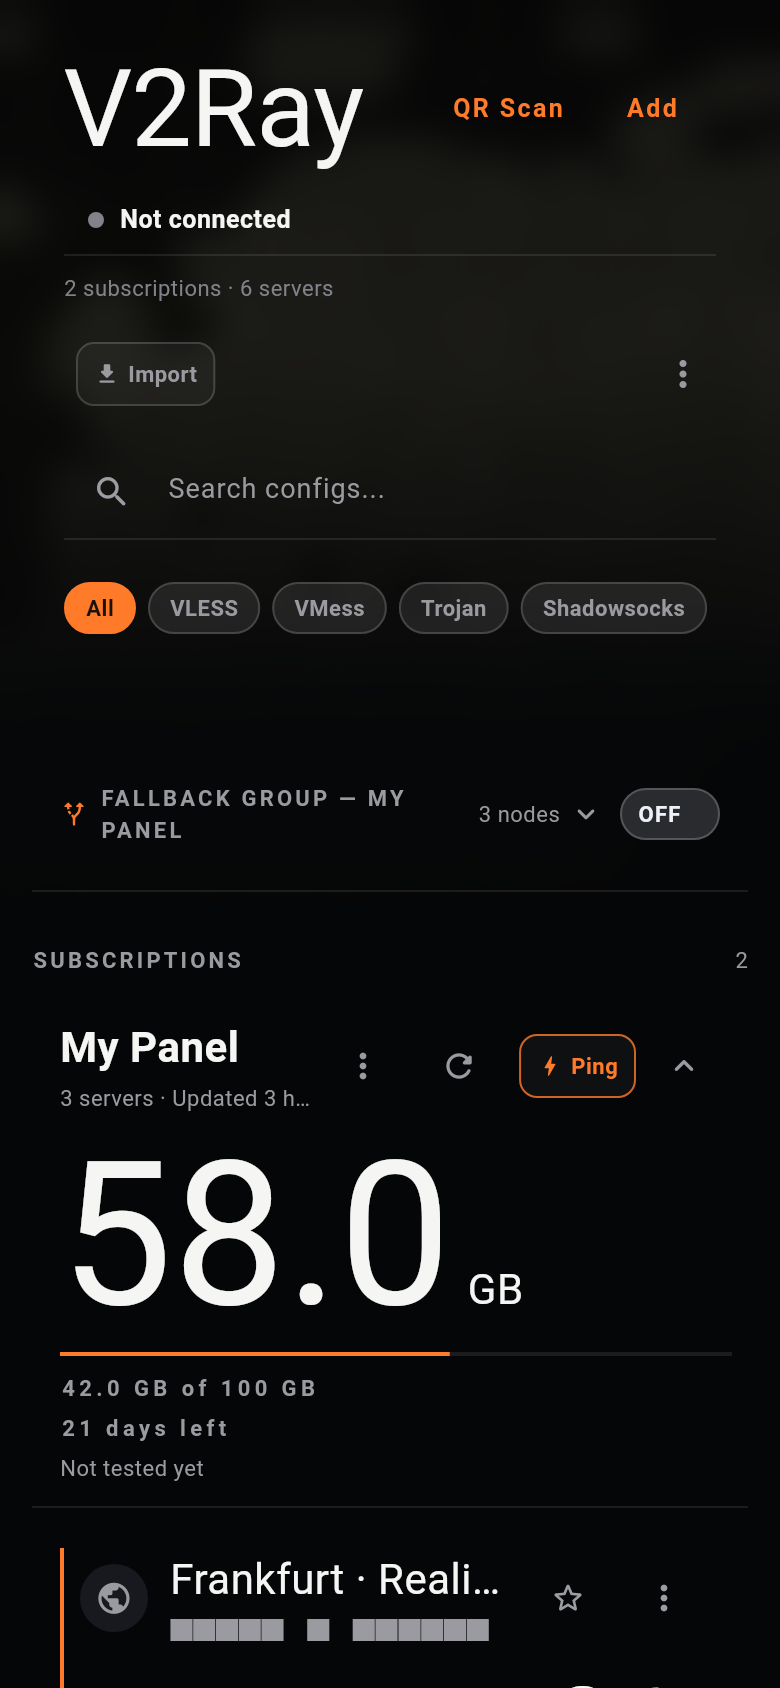 V2Ray
QR Scan
Add
Not connected
2 subscriptions · 6 servers
Import
Search configs...
All
VLESS
VMess
Trojan
Shadowsocks
FALLBACK GROUP — MY
PANEL
3 nodes
OFF
SUBSCRIPTIONS
2
My Panel
3 servers · Updated 3 h...
Ping
58.0 GB
42.0 GB of 100 GB
21 days left
Not tested yet
Frankfurt · Reali...